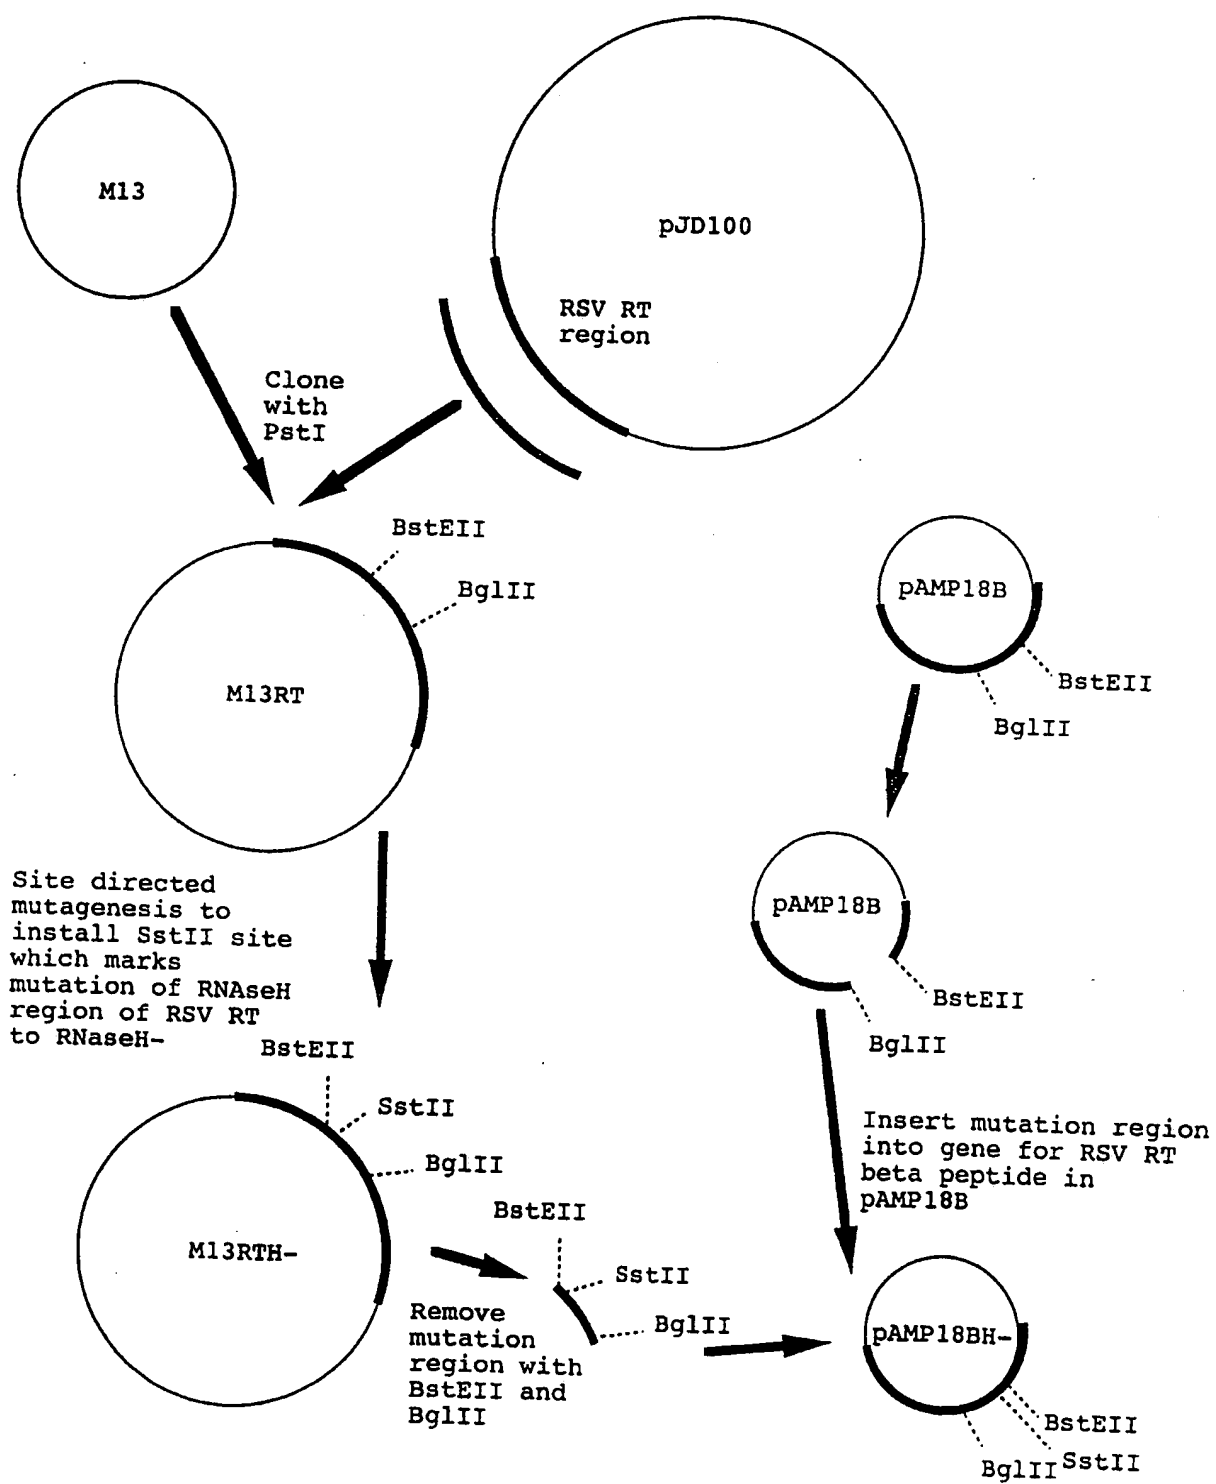 M13
pJD100
RSV RT
region
Clone
with
PstI
BstEII
BglII
M13RT
pAMP18B
BstEII
BglII
Site directed
mutagenesis to
install SstII site
which marks
mutation of RNAseH
region of RSV RT
to RNaseH-
pAMP18B
BstEII
BglII
BstEII
SstII
BglII
M13RTH-
Insert mutation region
into gene for RSV RT
beta peptide in
pAMP18B
Remove
mutation
region with
BstEII and
BglII
BstEII
SstII
BglII
pAMP18BH-
BstEII
SstII
BglII